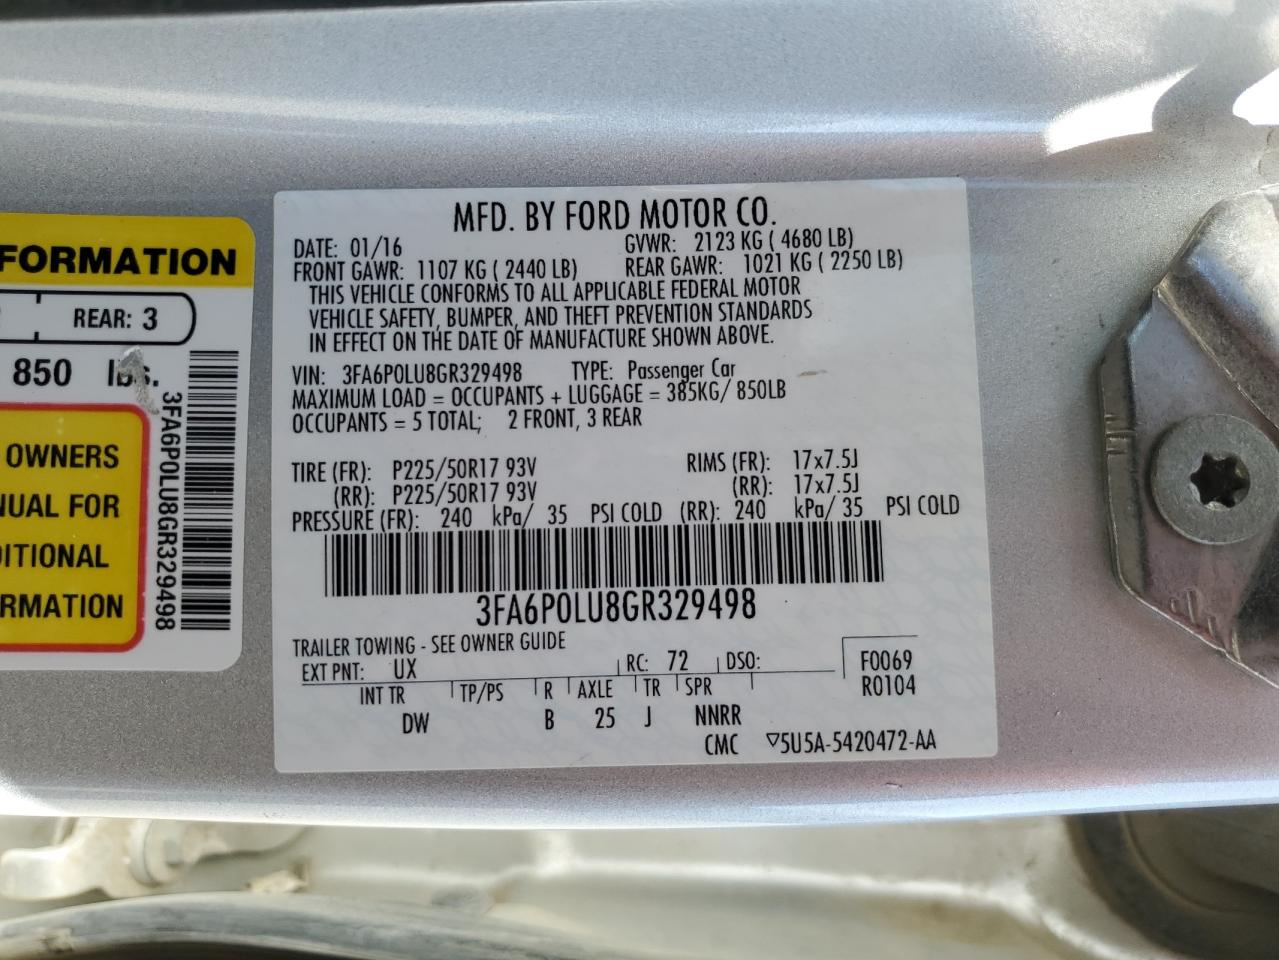 FORMATION
REAR: 3
850 lbs.
OWNERS
NUAL FOR
DITIONAL
RMATION
3FA6P0LU8GR329498
MFD. BY FORD MOTOR CO.
DATE: 01/16 GVWR: 2123 KG ( 4680 LB)
FRONT GAWR: 1107 KG ( 2440 LB) REAR GAWR: 1021 KG ( 2250 LB)
THIS VEHICLE CONFORMS TO ALL APPLICABLE FEDERAL MOTOR
VEHICLE SAFETY, BUMPER, AND THEFT PREVENTION STANDARDS
IN EFFECT ON THE DATE OF MANUFACTURE SHOWN ABOVE.
VIN: 3FA6P0LU8GR329498 TYPE: Passenger Car
MAXIMUM LOAD = OCCUPANTS + LUGGAGE = 385KG/ 850LB
OCCUPANTS = 5 TOTAL; 2 FRONT, 3 REAR
TIRE (FR): P225/50R17 93V RIMS (FR): 17x7.5J
(RR): P225/50R17 93V (RR): 17x7.5J
PRESSURE (FR): 240 kPa/ 35 PSI COLD (RR): 240 kPa/ 35 PSI COLD
3FA6P0LU8GR329498
TRAILER TOWING - SEE OWNER GUIDE
EXT PNT: UX RC: 72 DSO: F0069
INT TR TP/PS R AXLE TR SPR R0104
DW B 25 J NNRR
CMC ▽5U5A-5420472-AA